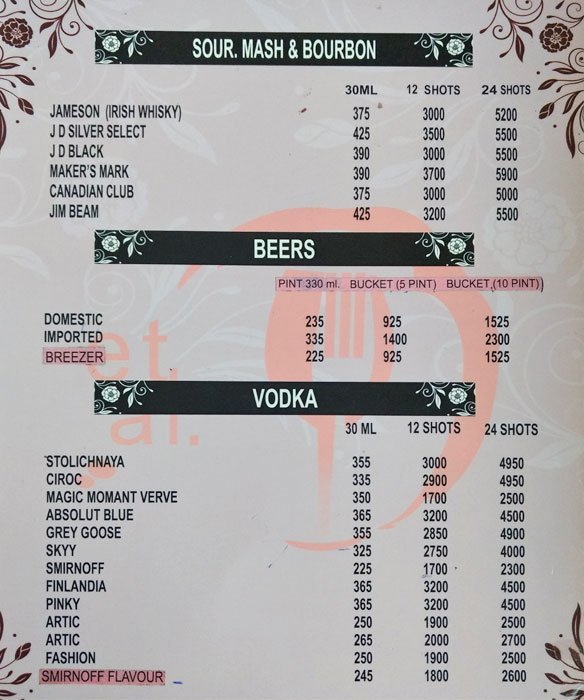 SOUR. MASH & BOURBON
30ML 12 SHOTS 24 SHOTS
JAMESON (IRISH WHISKY) 375 3000 5200
J D SILVER SELECT 425 3500 5500
J D BLACK 390 3000 5500
MAKER'S MARK 390 3700 5900
CANADIAN CLUB 375 3000 5000
JIM BEAM 425 3200 5500
BEERS
PINT 330 ml. BUCKET (5 PINT) BUCKET (10 PINT)
DOMESTIC 235 925 1525
IMPORTED 335 1400 2300
BREEZER 225 925 1525
et
al.
VODKA
30 ML 12 SHOTS 24 SHOTS
STOLICHNAYA 355 3000 4950
CIROC 335 2900 4950
MAGIC MOMANT VERVE 350 1700 2500
ABSOLUT BLUE 365 3200 4500
GREY GOOSE 355 2850 4900
SKYY 325 2750 4000
SMIRNOFF 225 1700 2300
FINLANDIA 365 3200 4500
PINKY 365 3200 4500
ARTIC 250 1900 2500
ARTIC 265 2000 2700
FASHION 250 1900 2500
SMIRNOFF FLAVOUR 245 1800 2600